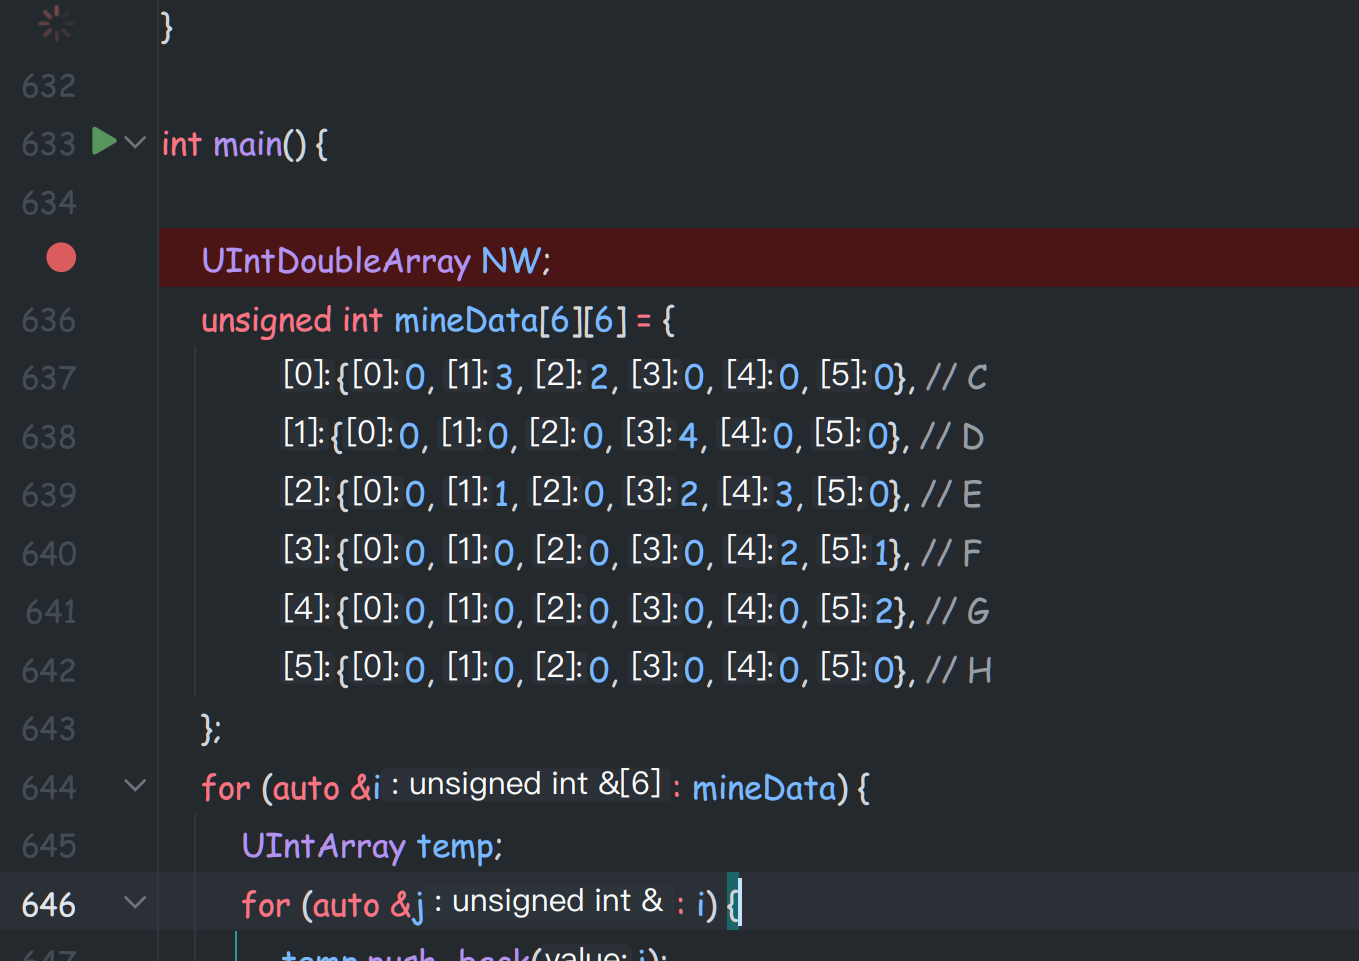 }
632
633 int main() {
634
UIntDoubleArray NW;
636 unsigned int mineData[6][6] = {
637 [0]:{[0]:0, [1]:3, [2]:2, [3]:0, [4]:0, [5]:0}, // C
638 [1]:{[0]:0, [1]:0, [2]:0, [3]:4, [4]:0, [5]:0}, // D
639 [2]:{[0]:0, [1]:1, [2]:0, [3]:2, [4]:3, [5]:0}, // E
640 [3]:{[0]:0, [1]:0, [2]:0, [3]:0, [4]:2, [5]:1}, // F
641 [4]:{[0]:0, [1]:0, [2]:0, [3]:0, [4]:0, [5]:2}, // G
642 [5]:{[0]:0, [1]:0, [2]:0, [3]:0, [4]:0, [5]:0}, // H
643 };
644 for (auto &i : unsigned int &[6] : mineData) {
645 UIntArray temp;
646 for (auto &j : unsigned int & : i) {
647 temp.push_back(value: j);